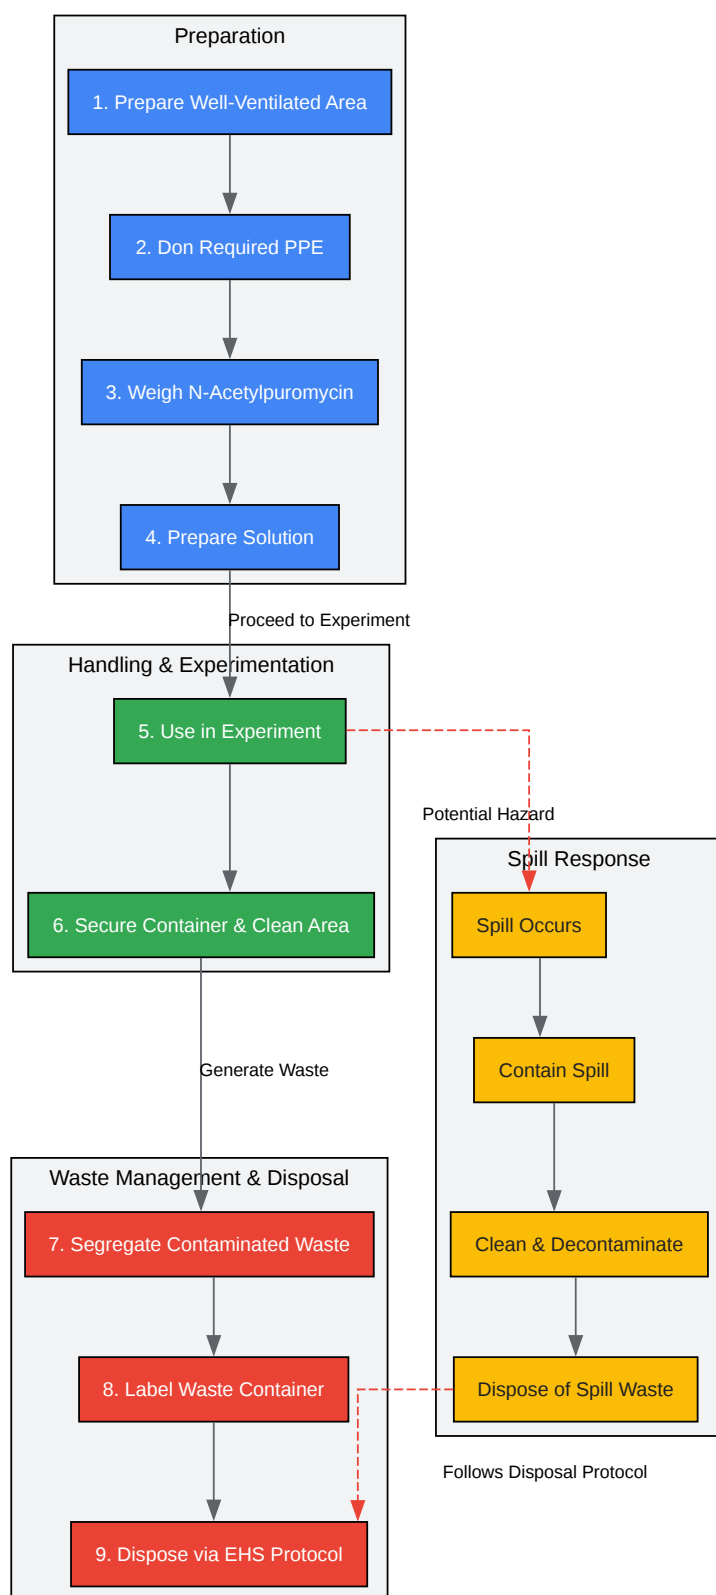 Preparation
1. Prepare Well-Ventilated Area
2. Don Required PPE
3. Weigh N-Acetylpuromycin
4. Prepare Solution
Proceed to Experiment
Handling & Experimentation
5. Use in Experiment
6. Secure Container & Clean Area
Potential Hazard
Spill Response
Spill Occurs
Contain Spill
Clean & Decontaminate
Dispose of Spill Waste
Follows Disposal Protocol
Generate Waste
Waste Management & Disposal
7. Segregate Contaminated Waste
8. Label Waste Container
9. Dispose via EHS Protocol